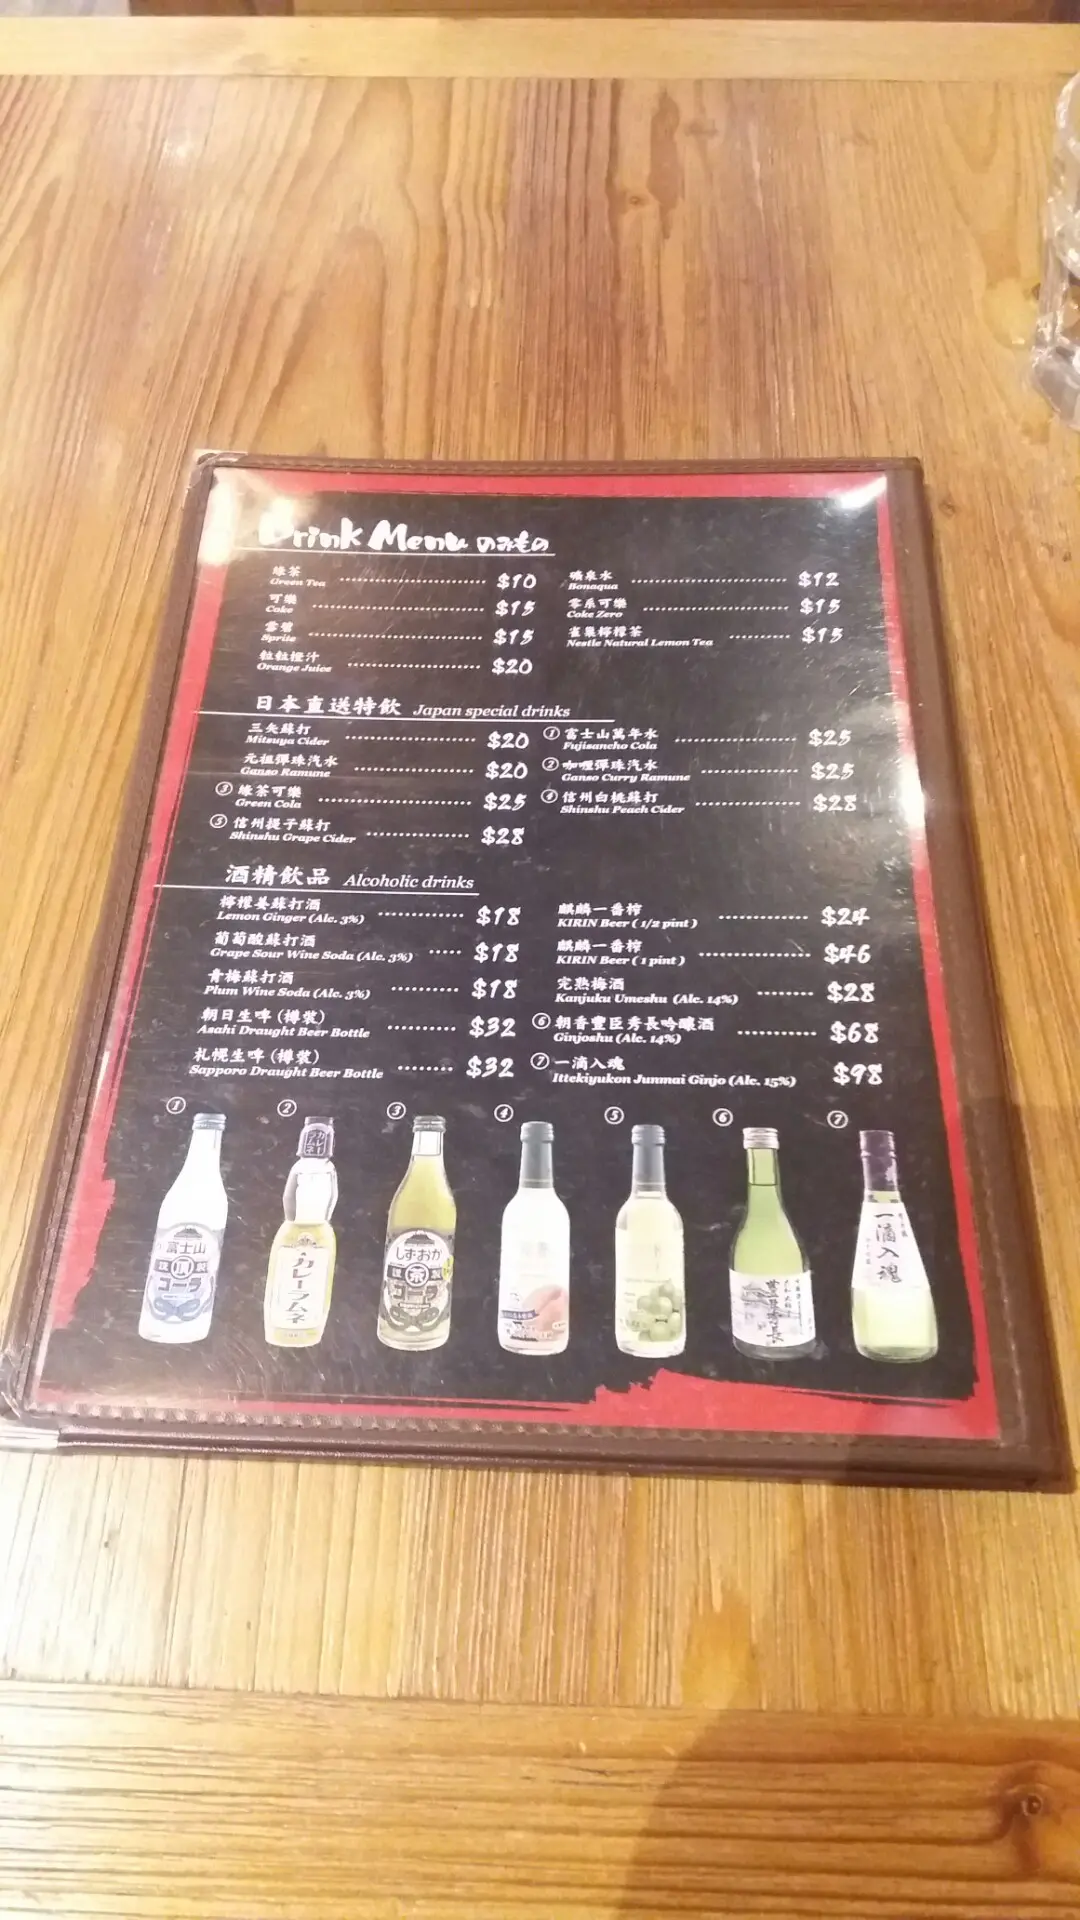 Drink Menu のみもの
綠茶
Green Tea $10
礦泉水
Bonaqua $12
可樂
Coke $15
零系可樂
Coke Zero $15
雪碧
Sprite $15
雀巢檸檬茶
Nestle Natural Lemon Tea $15
粒粒橙汁
Orange Juice $20
日本直送特飲 Japan special drinks
三矢蘇打
Mitsuya Cider $20
① 富士山萬年水
Fujisancho Cola $25
元祖彈珠汽水
Ganso Ramune $20
② 咖喱彈珠汽水
Ganso Curry Ramune $25
③ 綠茶可樂
Green Cola $25
④ 信州白桃蘇打
Shinshu Peach Cider $28
⑤ 信州提子蘇打
Shinshu Grape Cider $28
酒精飲品 Alcoholic drinks
檸檬姜蘇打酒
Lemon Ginger (Alc. 3%) $18
麒麟一番榨
KIRIN Beer ( 1/2 pint ) $24
葡萄酸蘇打酒
Grape Sour Wine Soda (Alc. 3%) $18
麒麟一番榨
KIRIN Beer ( 1 pint ) $46
青梅蘇打酒
Plum Wine Soda (Alc. 3%) $18
完熟梅酒
Kanjuku Umeshu (Alc. 14%) $28
朝日生啤 (樽裝)
Asahi Draught Beer Bottle $32
⑥ 朝香豐臣秀長吟釀酒
Ginjoshu (Alc. 14%) $68
札幌生啤 (樽裝)
Sapporo Draught Beer Bottle $32
⑦ 一滴入魂
Ittekiyukon Junmai Ginjo (Alc. 15%) $98
① ② ③ ④ ⑤ ⑥ ⑦
富士山
頂
コーラ
カレーラムネ
しずおか
茶
コーラ
一滴入魂